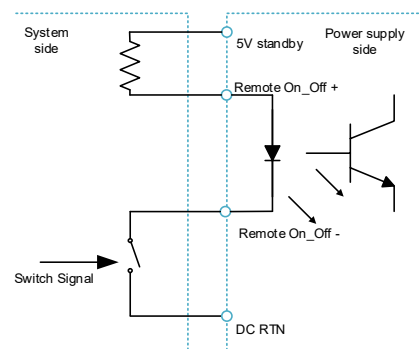 System
side
5V standby
Power supply
side
Remote On_Off +
Remote On_Off -
Switch Signal
DC RTN